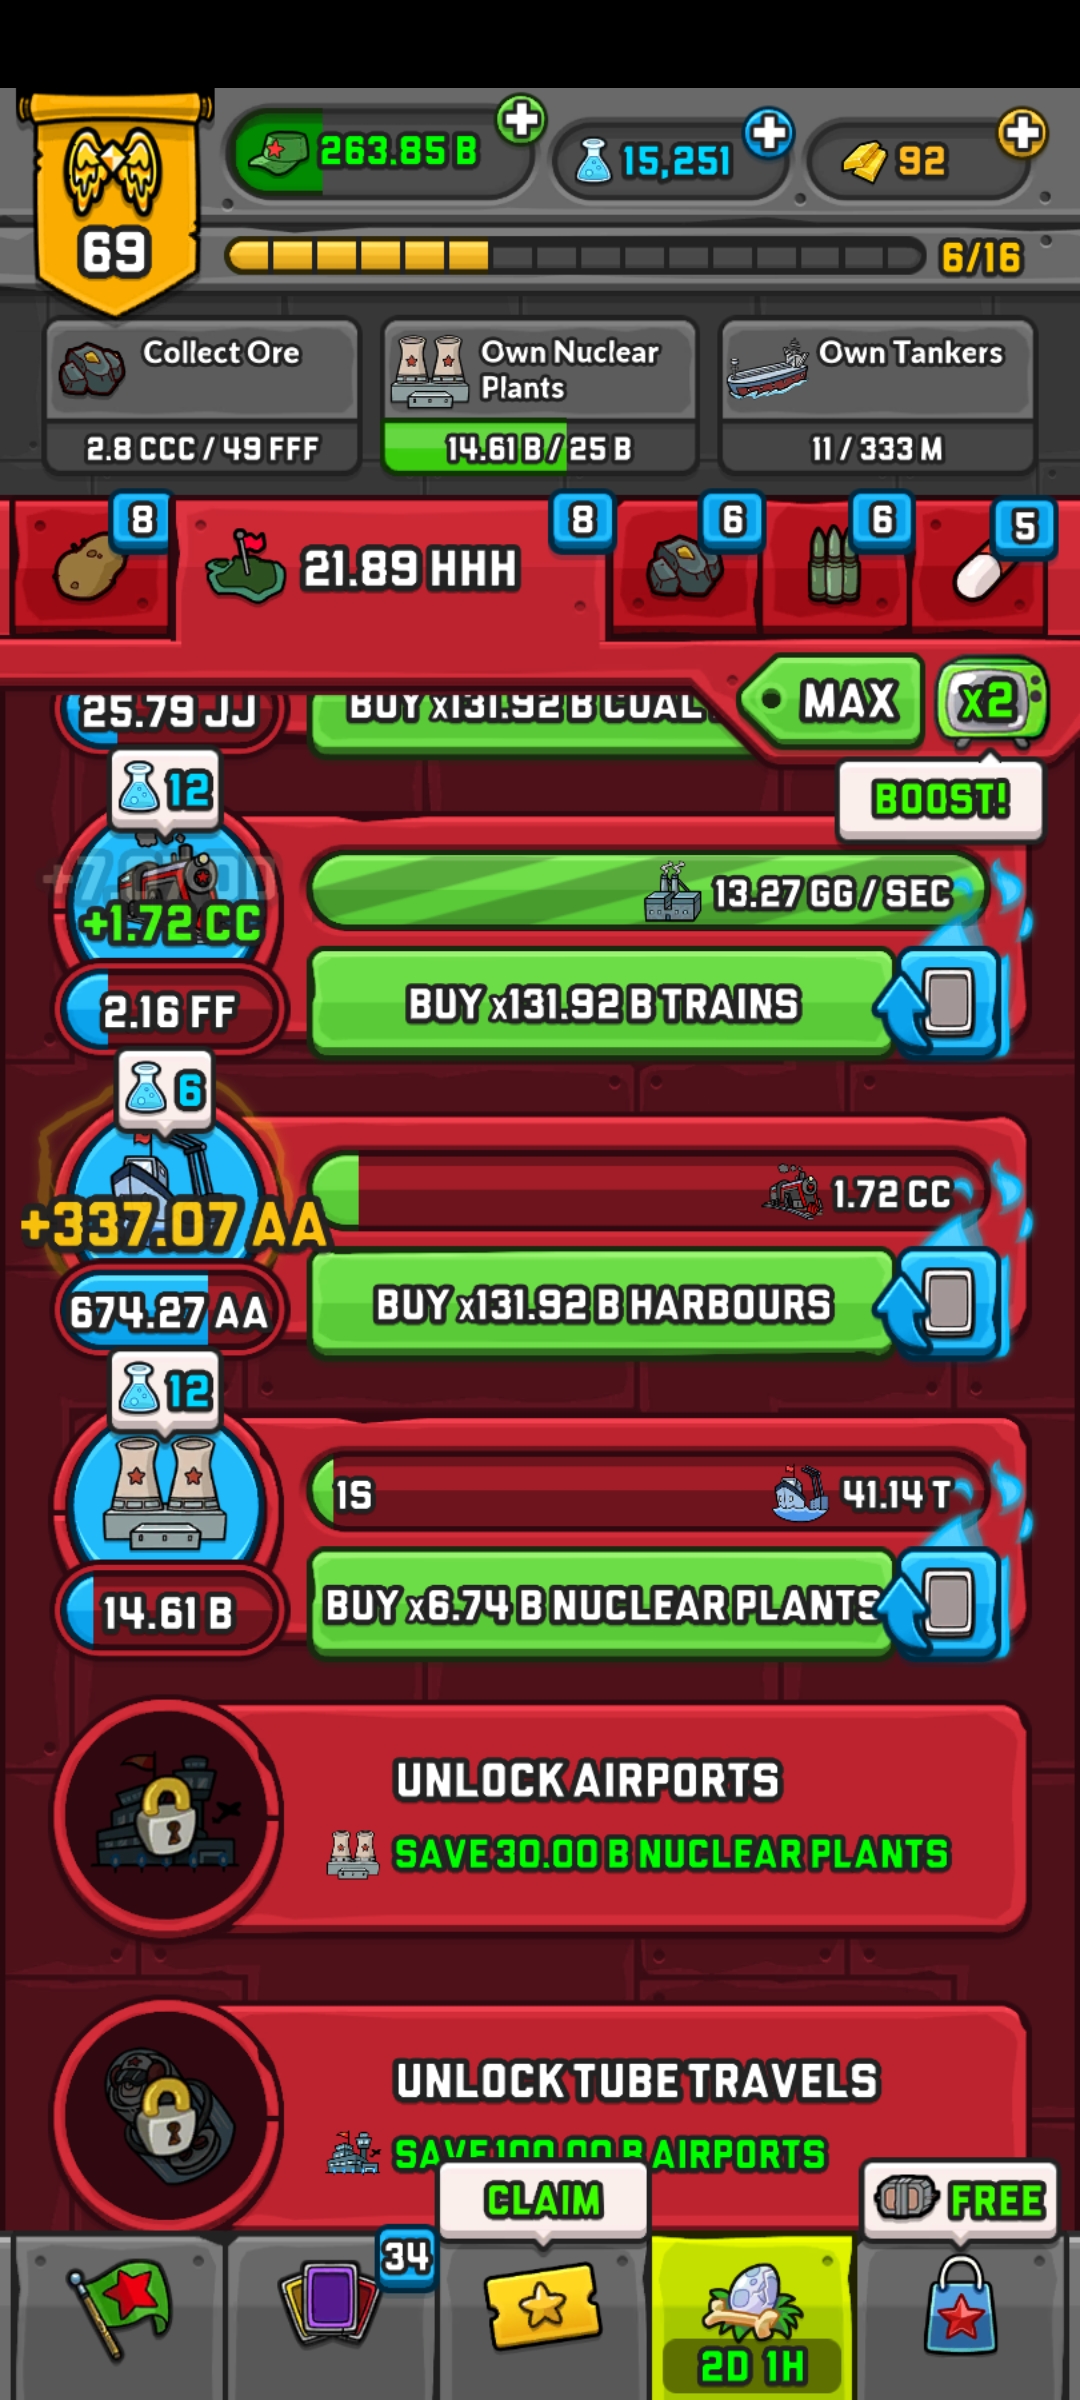 263.85 B
15,251
92
69
6/16
Collect Ore
2.8 CCC / 49 FFF
Own Nuclear
Plants
14.61 B / 25 B
Own Tankers
11 / 333 M
8
21.89 HHH
8
6
6
5
MAX
x2
BOOST!
25.79 JJ
BUY x131.92 B COAL
12
+1.72 CC
13.27 GG / SEC
2.16 FF
BUY x131.92 B TRAINS
6
+337.07 AA
1.72 CC
674.27 AA
BUY x131.92 B HARBOURS
12
1S
41.14 T
14.61 B
BUY x6.74 B NUCLEAR PLANTS
UNLOCK AIRPORTS
SAVE 30.00 B NUCLEAR PLANTS
UNLOCK TUBE TRAVELS
SAVE 100.00 B AIRPORTS
CLAIM
FREE
34
2D 1H